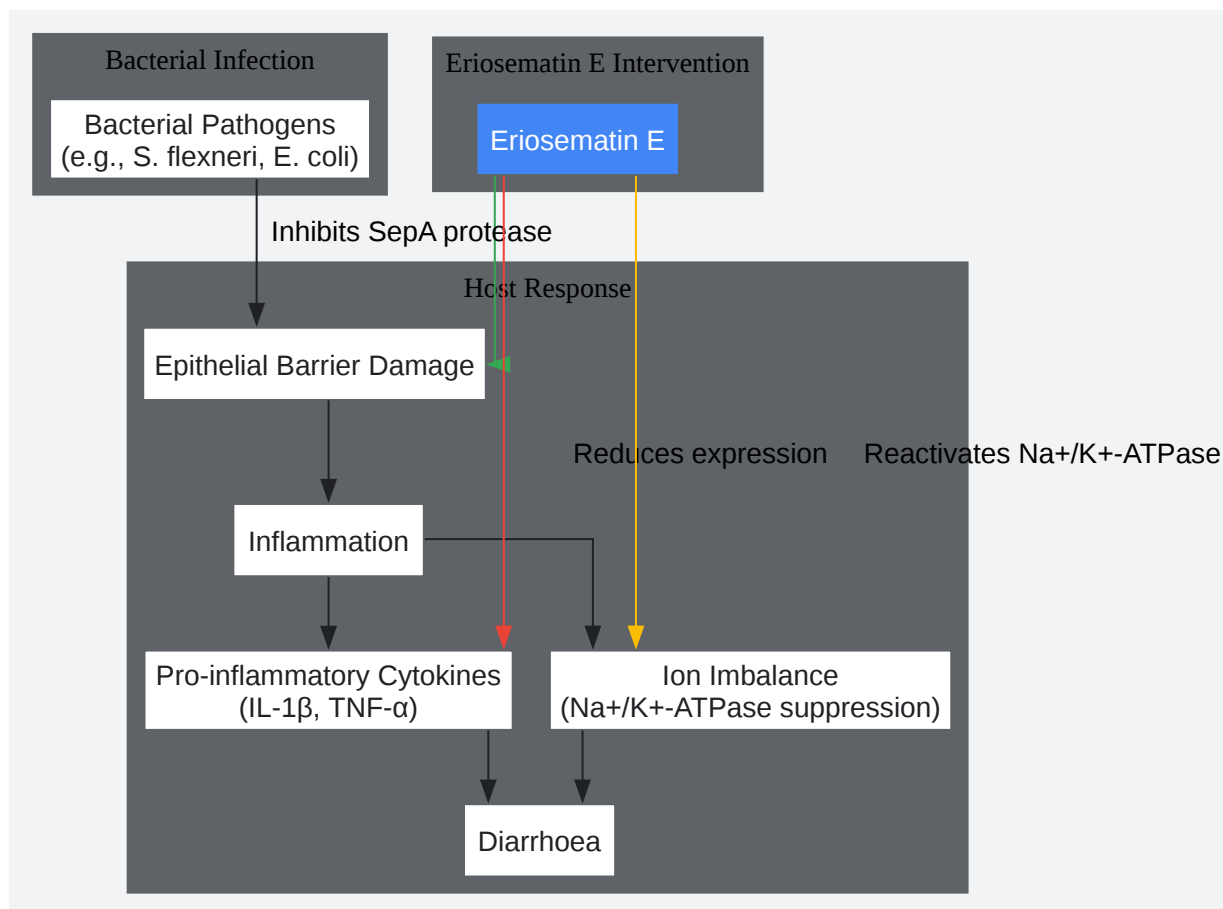 Bacterial Infection
Eriosematin E Intervention
Bacterial Pathogens
(e.g., S. flexneri, E. coli)
Eriosematin E
Inhibits SepA protease
Host Response
Epithelial Barrier Damage
Reduces expression
Reactivates Na+/K+-ATPase
Inflammation
Pro-inflammatory Cytokines
(IL-1β, TNF-α)
Ion Imbalance
(Na+/K+-ATPase suppression)
Diarrhoea